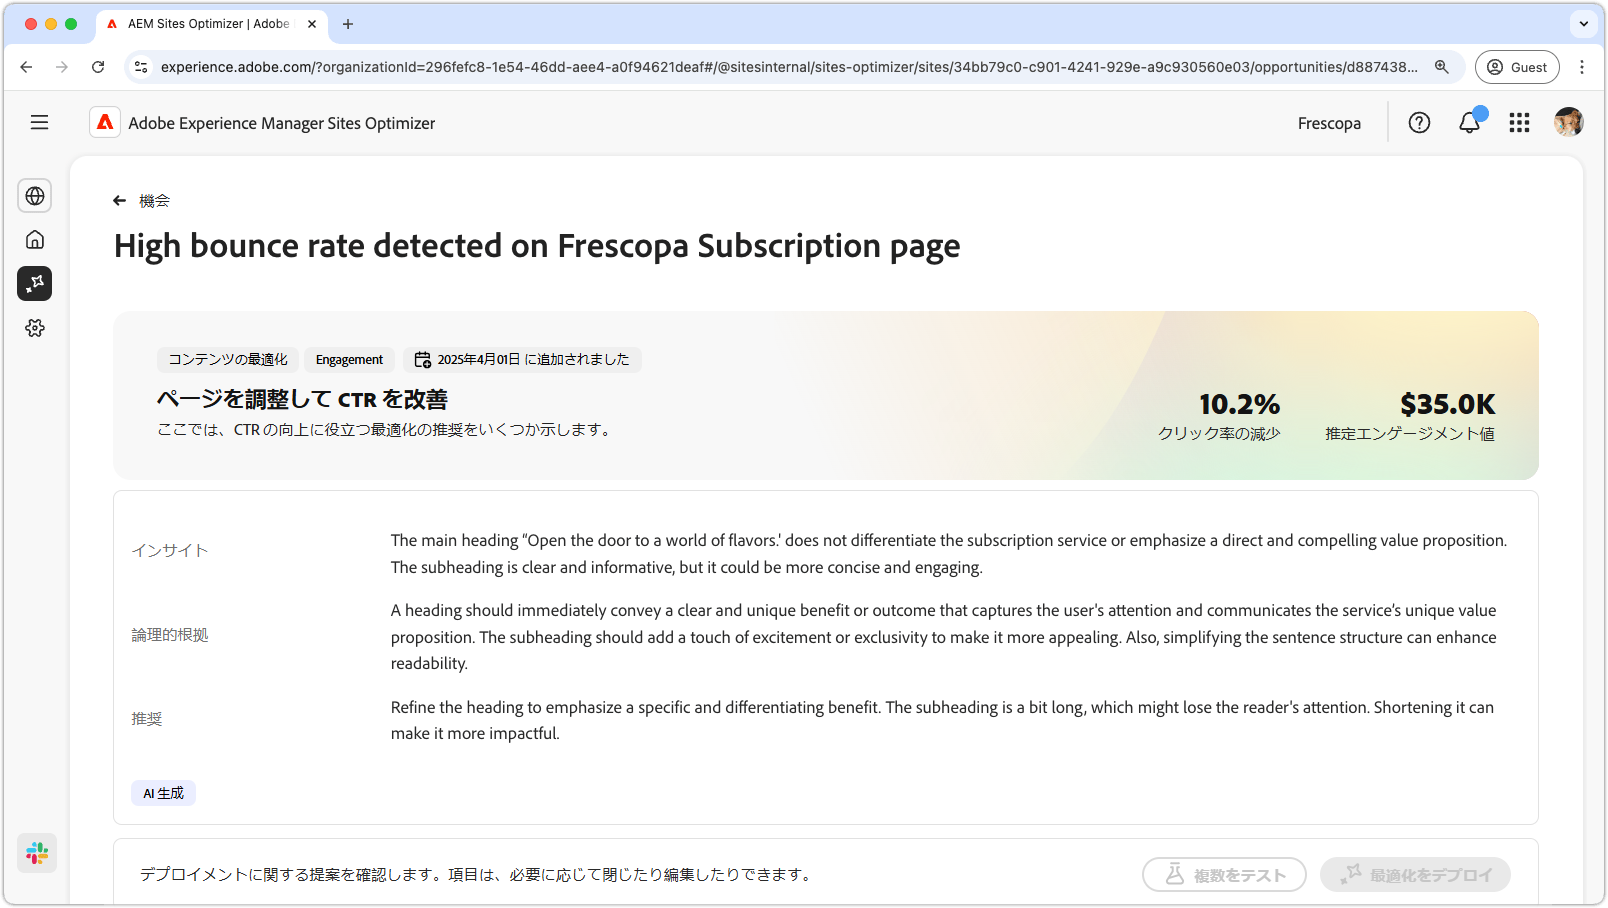 AEM Sites Optimizer | Adobe
experience.adobe.com/?organizationId=296fefc8-1e54-46dd-aee4-a0f94621deaf#/@sitesinternal/sites-optimizer/sites/34bb79c0-c901-4241-929e-a9c930560e03/opportunities/d887438...
Guest
Adobe Experience Manager Sites Optimizer
Frescopa
機会
High bounce rate detected on Frescopa Subscription page
コンテンツの最適化
Engagement
2025年4月01日 に追加されました
ページを調整して CTR を改善
ここでは、CTR の向上に役立つ最適化の推奨をいくつか示します。
10.2%
クリック率の減少
$35.0K
推定エンゲージメント値
インサイト
The main heading “Open the door to a world of flavors.' does not differentiate the subscription service or emphasize a direct and compelling value proposition.
The subheading is clear and informative, but it could be more concise and engaging.
論理的根拠
A heading should immediately convey a clear and unique benefit or outcome that captures the user's attention and communicates the service’s unique value
proposition. The subheading should add a touch of excitement or exclusivity to make it more appealing. Also, simplifying the sentence structure can enhance
readability.
推奨
Refine the heading to emphasize a specific and differentiating benefit. The subheading is a bit long, which might lose the reader's attention. Shortening it can
make it more impactful.
AI 生成
デプロイメントに関する提案を確認します。項目は、必要に応じて閉じたり編集したりできます。
複数をテスト
最適化をデプロイ